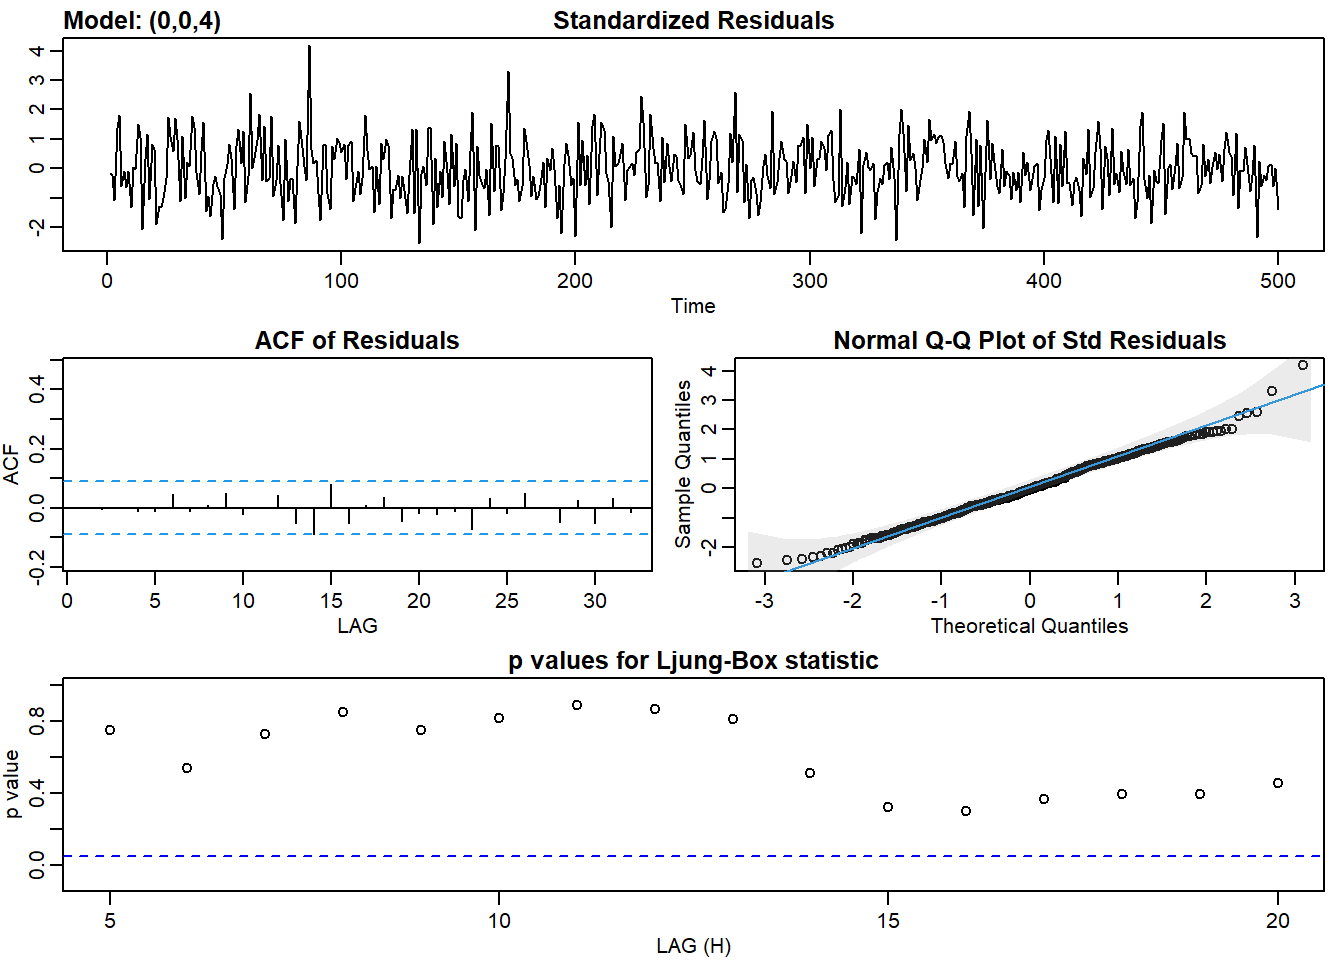 Model: (0,0,4) Standardized Residuals
4
3
2
1
0
-2
0 100 200 300 400 500
Time
ACF of Residuals
ACF
0.4
0.2
0.0
-0.2
0 5 10 15 20 25 30
LAG
Normal Q-Q Plot of Std Residuals
Sample Quantiles
4
3
2
1
0
-2
-3 -2 -1 0 1 2 3
Theoretical Quantiles
p values for Ljung-Box statistic
p value
0.8
0.4
0.0
5 10 15 20
LAG (H)